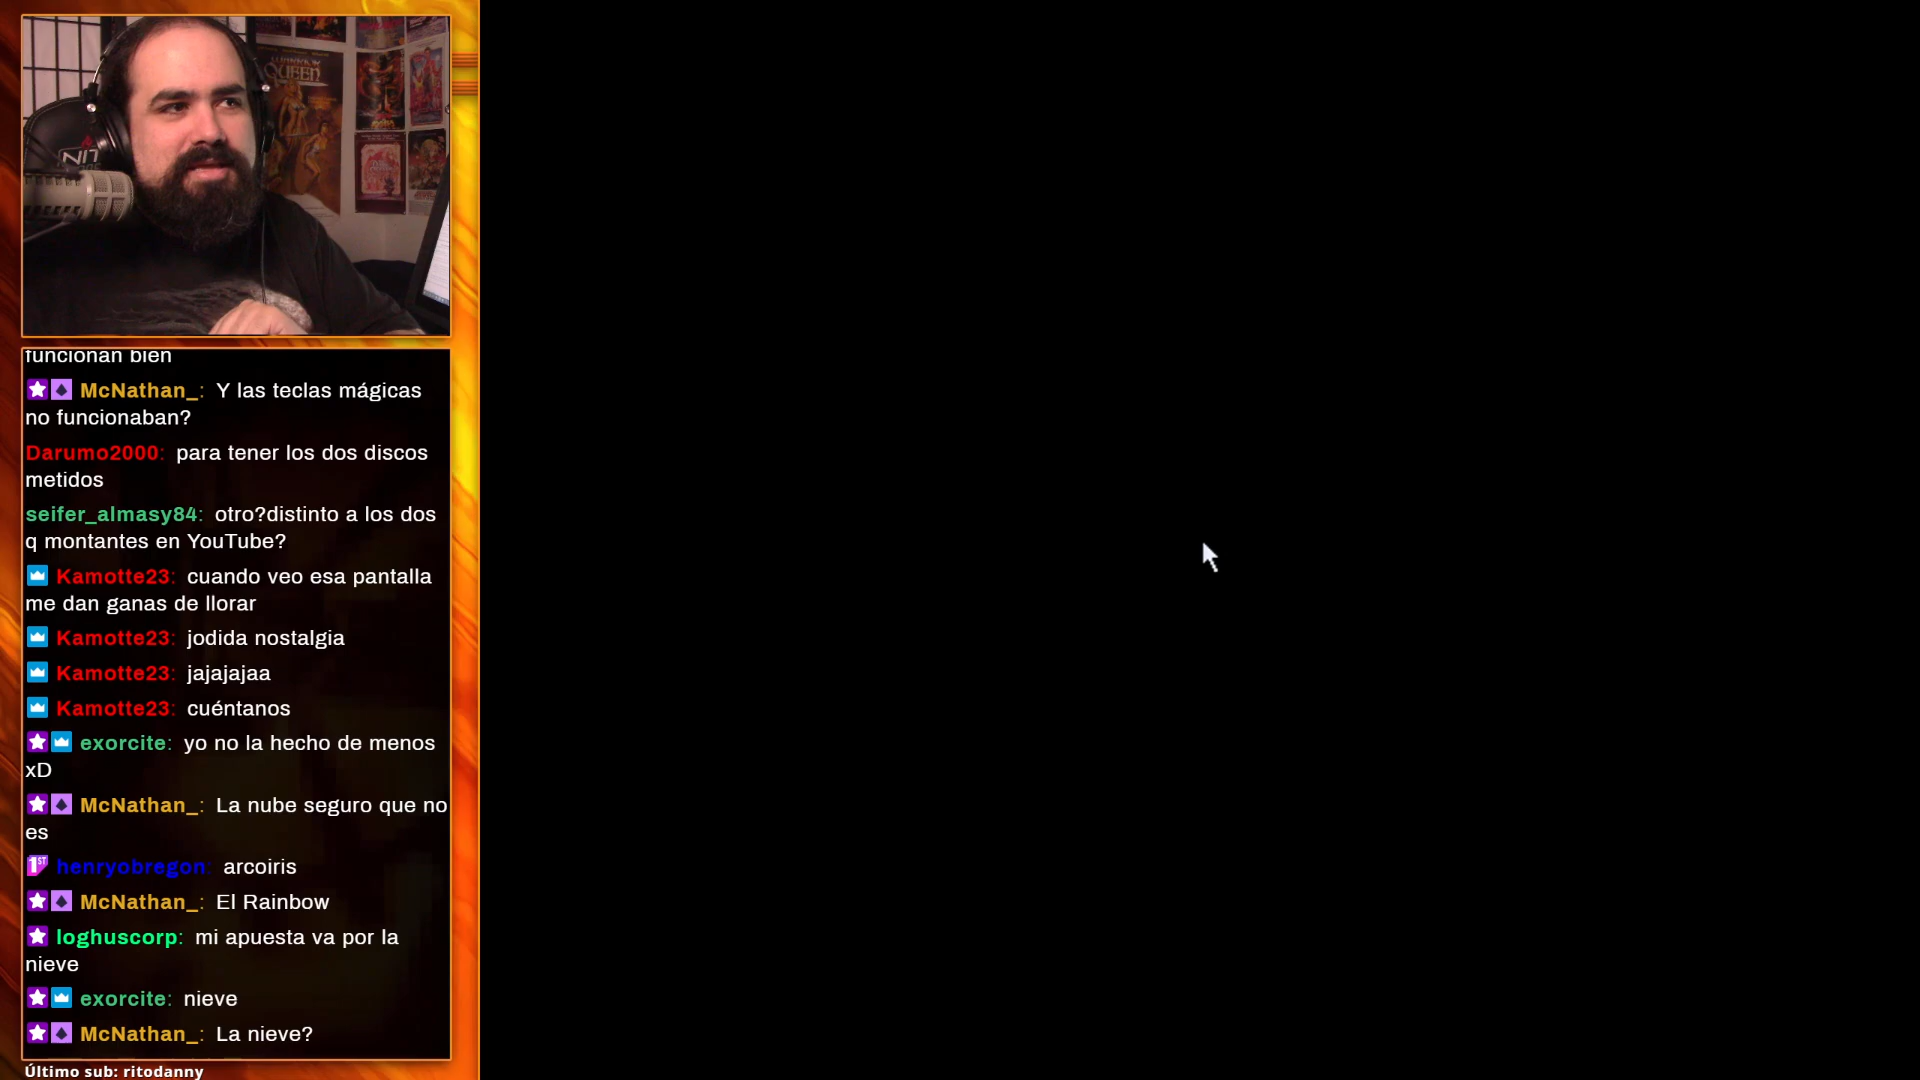 QUEEN
funcionan bien
McNathan_: Y las teclas mágicas
no funcionaban?
Darumo2000: para tener los dos discos
metidos
seifer_almasy84: otro?distinto a los dos
q montantes en YouTube?
Kamotte23: cuando veo esa pantalla
me dan ganas de llorar
Kamotte23: jodida nostalgia
Kamotte23: jajajajaa
Kamotte23: cuéntanos
exorcite: yo no la hecho de menos
xD
McNathan_: La nube seguro que no
es
1ST henryobregon: arcoiris
McNathan_: El Rainbow
loghuscorp: mi apuesta va por la
nieve
exorcite: nieve
McNathan_: La nieve?
Último sub: ritodanny